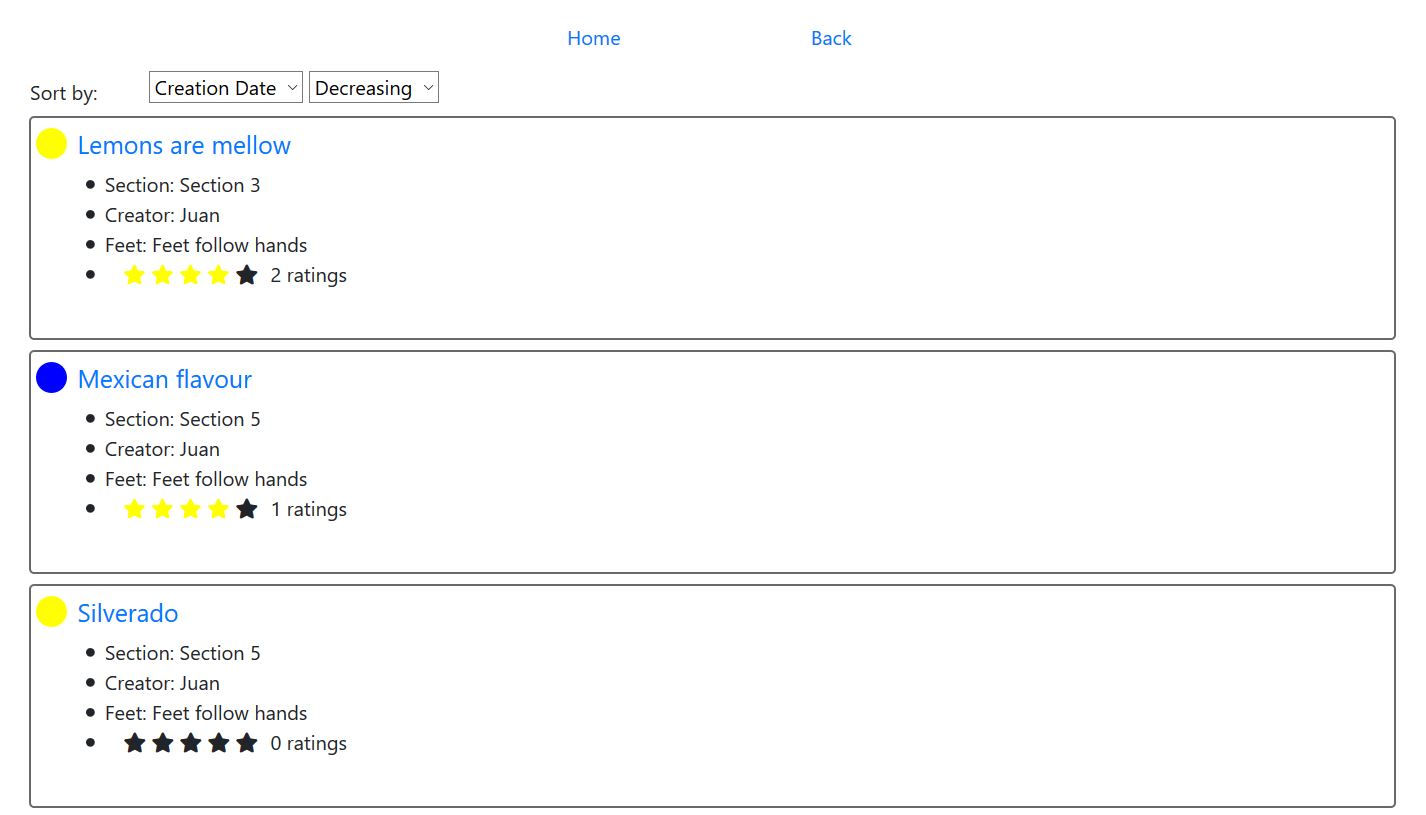 Home Back
Sort by: Creation Date Decreasing
Lemons are mellow
Section: Section 3
Creator: Juan
Feet: Feet follow hands
2 ratings
Mexican flavour
Section: Section 5
Creator: Juan
Feet: Feet follow hands
1 ratings
Silverado
Section: Section 5
Creator: Juan
Feet: Feet follow hands
0 ratings